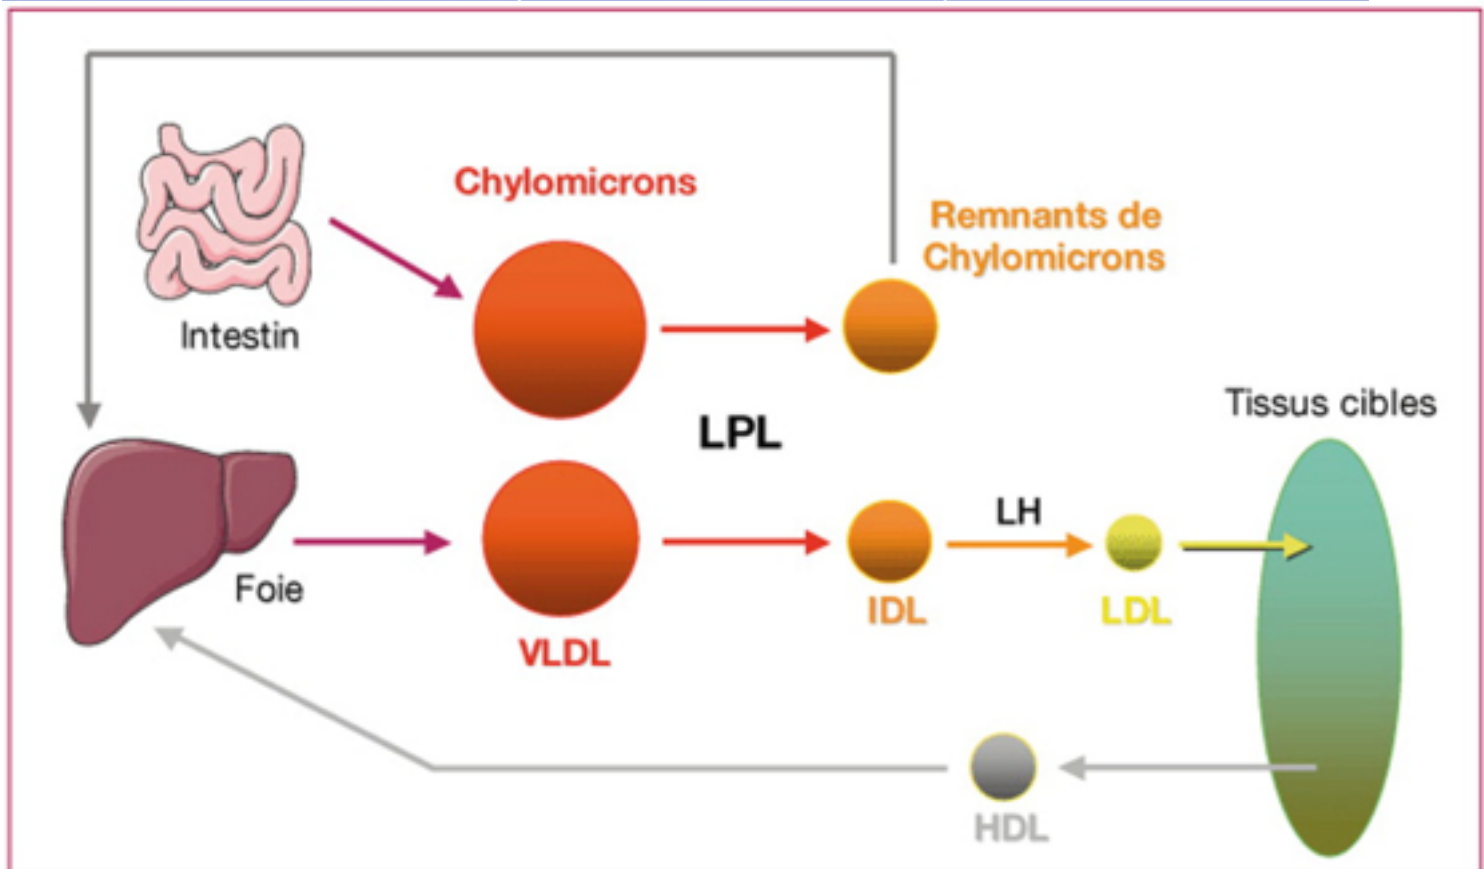 Chylomicrons
Remnants de
Chylomicrons
Intestin
Tissus cibles
LPL
LH
Foie
IDL
LDL
VLDL
HDL